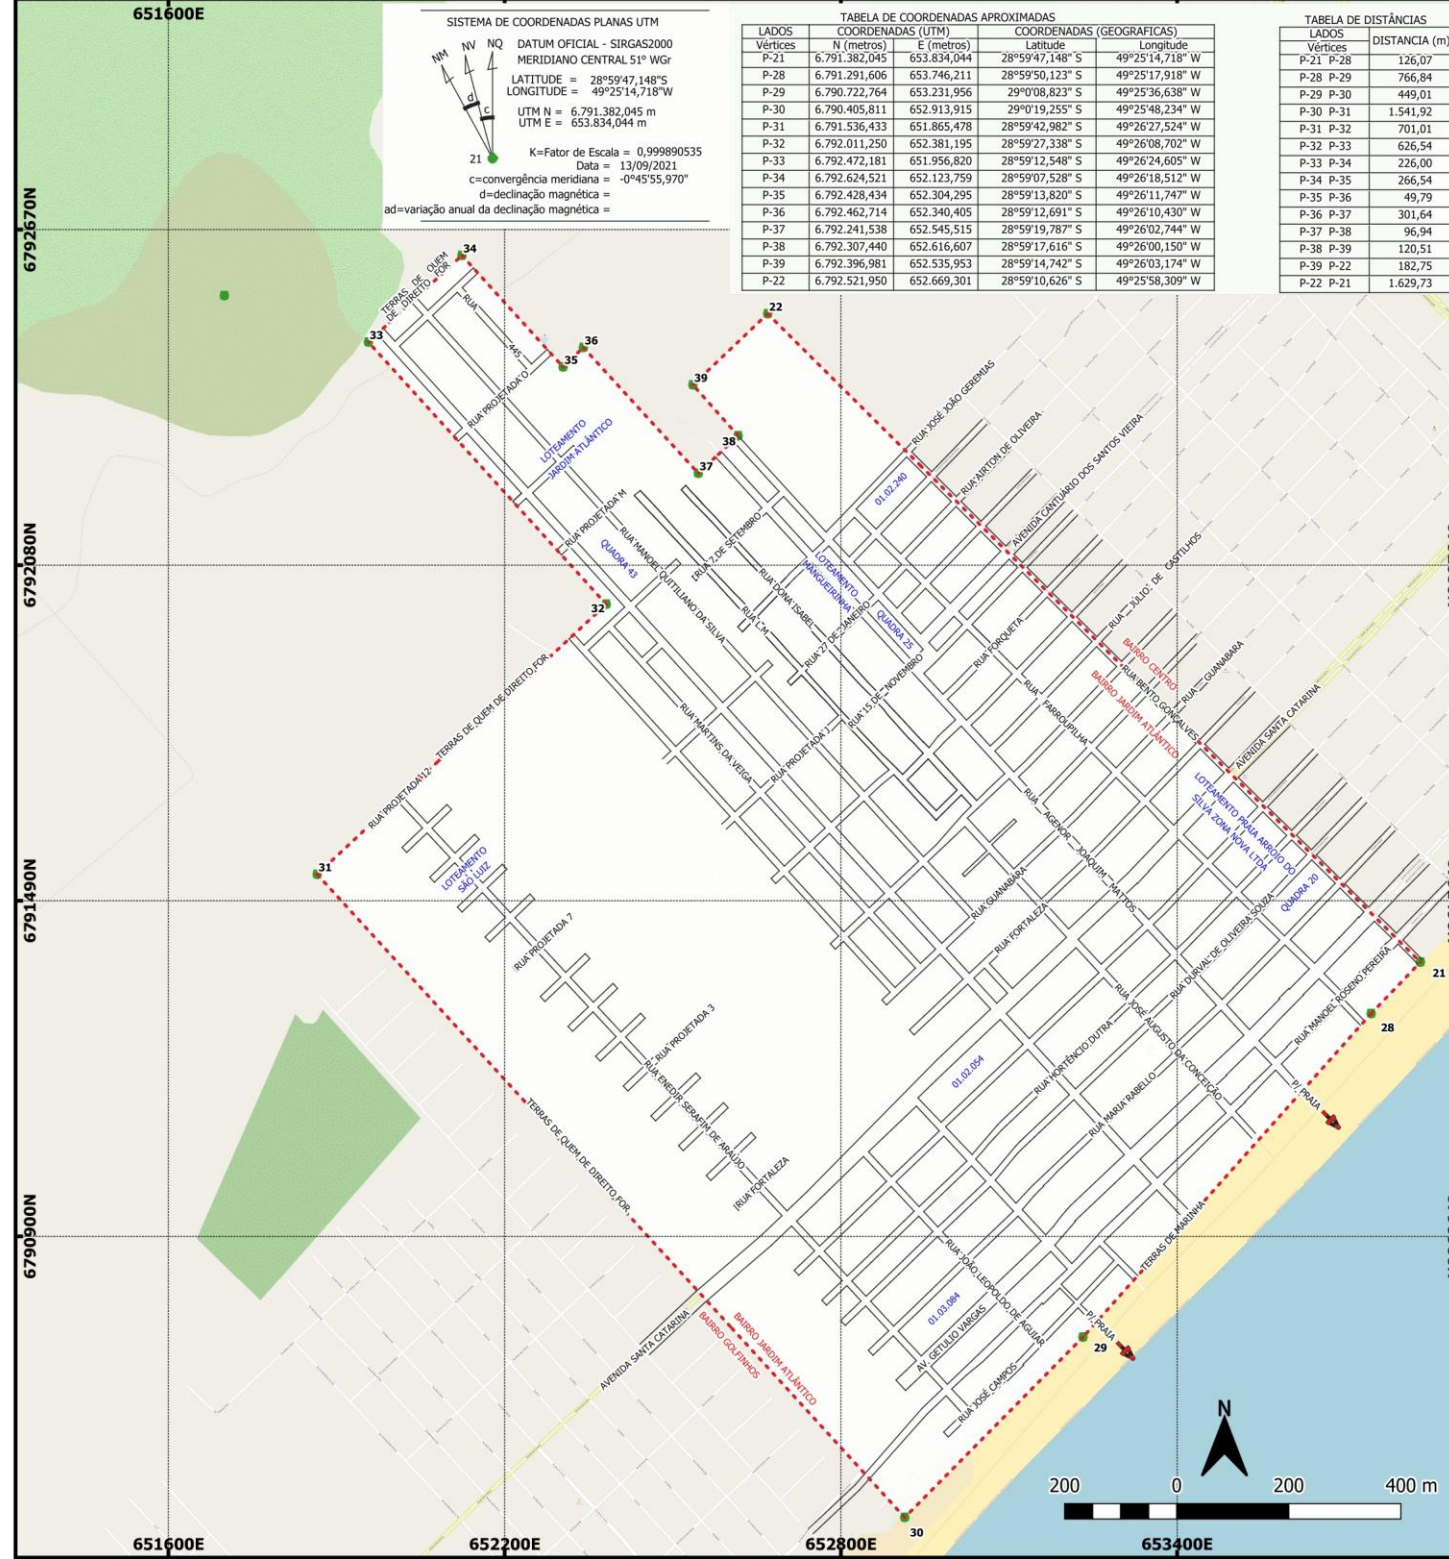 651600E
SISTEMA DE COORDENADAS PLANAS UTM
NM NV NQ
DATUM OFICIAL - SIRGAS2000
MERIDIANO CENTRAL 51° WGr
LATITUDE = 28°59'47,148"S
LONGITUDE = 49°25'14,718"W
d
c
UTM N = 6.791.382,045 m
UTM E = 653.834,044 m
21
K=Fator de Escala = 0,999890535
Data = 13/09/2021
c=convergência meridiana = -0°45'55,970"
d=declinação magnética =
ad=variação anual da declinação magnética =
TABELA DE COORDENADAS APROXIMADAS
LADOS COORDENADAS (UTM) COORDENADAS (GEOGRAFICAS)
Vértices N (metros) E (metros) Latitude Longitude
P-21 6.791.382,045 653.834,044 28°59'47,148" S 49°25'14,718" W
P-28 6.791.291,606 653.746,211 28°59'50,123" S 49°25'17,918" W
P-29 6.790.722,764 653.231,956 29°0'08,823" S 49°25'36,638" W
P-30 6.790.405,811 652.913,915 29°0'19,255" S 49°25'48,234" W
P-31 6.791.536,433 651.865,478 28°59'42,982" S 49°26'27,524" W
P-32 6.792.011,250 652.381,195 28°59'27,338" S 49°26'08,702" W
P-33 6.792.472,181 651.956,820 28°59'12,548" S 49°26'24,605" W
P-34 6.792.624,521 652.123,759 28°59'07,528" S 49°26'18,512" W
P-35 6.792.428,434 652.304,295 28°59'13,820" S 49°26'11,747" W
P-36 6.792.462,714 652.340,405 28°59'12,691" S 49°26'10,430" W
P-37 6.792.241,538 652.545,515 28°59'19,787" S 49°26'02,744" W
P-38 6.792.307,440 652.616,607 28°59'17,616" S 49°26'00,150" W
P-39 6.792.396,981 652.535,953 28°59'14,742" S 49°26'03,174" W
P-22 6.792.521,950 652.669,301 28°59'10,626" S 49°25'58,309" W
TABELA DE DISTÂNCIAS
LADOS DISTANCIA (m)
Vértices
P-21 P-28 126,07
P-28 P-29 766,84
P-29 P-30 449,01
P-30 P-31 1.541,92
P-31 P-32 701,01
P-32 P-33 626,54
P-33 P-34 226,00
P-34 P-35 266,54
P-35 P-36 49,79
P-36 P-37 301,64
P-37 P-38 96,94
P-38 P-39 120,51
P-39 P-22 182,75
P-22 P-21 1.629,73
6792670N
34
TERRAS DE QUEM
DE DIREITO FOR
33
RUA 445
36
35
22
39
38
37
RUA PROJETADA O
LOTEAMENTO
JARDIM ATLÂNTICO
RUA JOSÉ JOÃO GEREMIAS
RUA AIRTON DE OLIVEIRA
AVENIDA CANTUÁRIO DOS SANTOS VIEIRA
01.02.240
6792080N
RUA PROJETADA M
QUADRA 43
RUA MANOEL QUITILIANO DA SILVA
RUA 7 DE SETEMBRO
RUA DONA ISABEL
RUA L M
RUA 27 DE JANEIRO
LOTEAMENTO
MANGUEIRINHA
QUADRA 25
RUA JÚLIO DE CASTILHOS
32
RUA FORQUETA
BAIRRO CENTRO
RUA BENTO GONÇALVES
BAIRRO JARDIM ATLÂNTICO
RUA GUANABARA
TERRAS DE QUEM DE DIREITO FOR
RUA 15 DE NOVEMBRO
RUA FARROUPILHA
RUA MARTINS DA VEIGA
RUA PROJETADA J
AVENIDA SANTA CATARINA
RUA PROJETADA 12
LOTEAMENTO PRAIA ARROIO DO
SILVA ZONA NOVA LTDA
QUADRA 20
31
LOTEAMENTO
SÃO LUIZ
RUA AGENOR JOAQUIM MATTOS
RUA GUANABARA
RUA FORTALEZA
6791490N
RUA PROJETADA 7
RUA DURVAL DE OLIVEIRA SOUZA
RUA MANOEL ROSENO PEREIRA
21
28
RUA JOSÉ AUGUSTO DA CONCEIÇÃO
RUA PROJETADA 3
RUA HORTÊNCIO DUTRA
01.02.054
RUA ENEDIR SERAFIM DE ARAUJO
RUA MARIA RABELLO
P/ PRAIA
TERRAS DE QUEM DE DIREITO FOR
RUA FORTALEZA
6790900N
TERRAS DE MARINHA
RUA JOÃO LEOPOLDO DE AGUIAR
01.03.084
AV. GETULIO VARGAS
P/ PRAIA
29
AVENIDA SANTA CATARINA
BAIRRO JARDIM ATLÂNTICO
BAIRRO GOLFINHOS
RUA JOSÉ CAMPOS
30
N
200 0 200 400 m
651600E 652200E 652800E 653400E